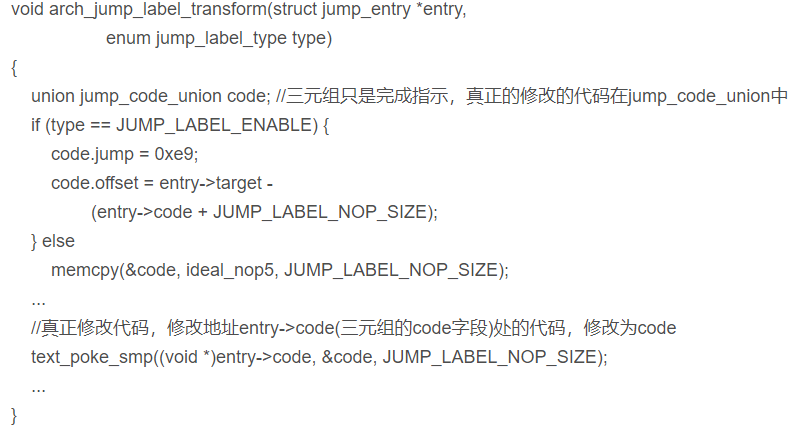 void arch_jump_label_transform(struct jump_entry *entry,
enum jump_label_type type)
{
union jump_code_union code; //三元组只是完成指示，真正的修改的代码在jump_code_union中
if (type == JUMP_LABEL_ENABLE) {
code.jump = 0xe9;
code.offset = entry->target -
(entry->code + JUMP_LABEL_NOP_SIZE);
} else
memcpy(&code, ideal_nop5, JUMP_LABEL_NOP_SIZE);
...
//真正修改代码，修改地址entry->code(三元组的code字段)处的代码，修改为code
text_poke_smp((void *)entry->code, &code, JUMP_LABEL_NOP_SIZE);
...
}